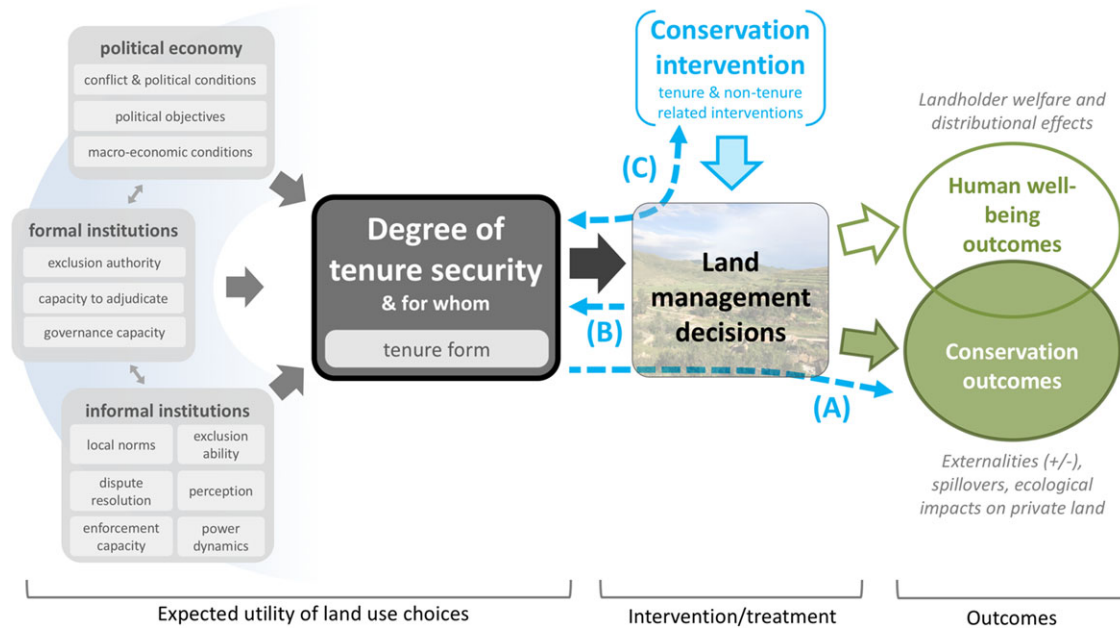 political economy
conflict & political conditions
political objectives
macro-economic conditions
formal institutions
exclusion authority
capacity to adjudicate
governance capacity
informal institutions
local norms
exclusion
ability
dispute
resolution
perception
enforcement
capacity
power
dynamics
Degree of
tenure security
& for whom
tenure form
Conservation
intervention
tenure & non-tenure
related interventions
(C)
(B)
(A)
Land
management
decisions
Landholder welfare and
distributional effects
Human well-
being
outcomes
Conservation
outcomes
Externalities (+/-),
spillovers, ecological
impacts on private land
Expected utility of land use choices
Intervention/treatment
Outcomes